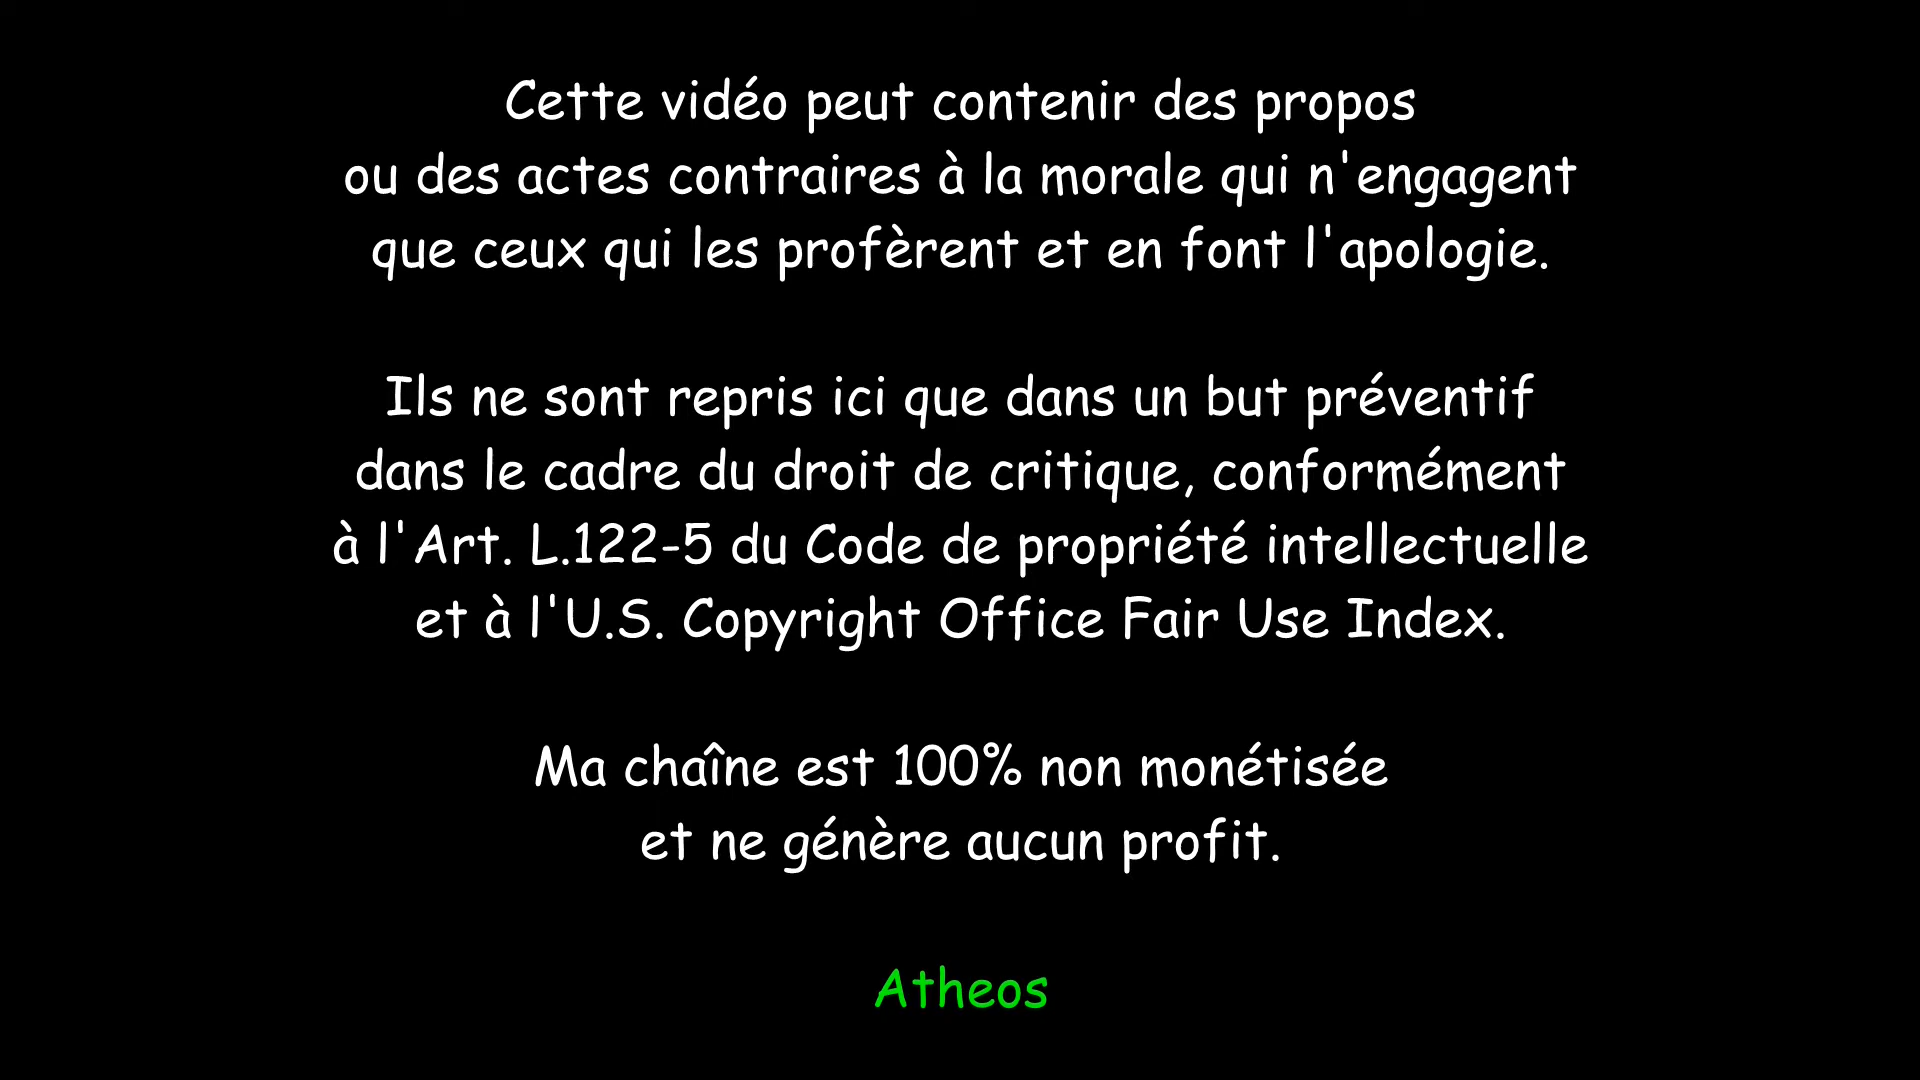 Cette vidéo peut contenir des propos
ou des actes contraires à la morale qui n'engagent
que ceux qui les profèrent et en font l'apologie.
Ils ne sont repris ici que dans un but préventif
dans le cadre du droit de critique, conformément
à l'Art. L.122-5 du Code de propriété intellectuelle
et à l'U.S. Copyright Office Fair Use Index.
Ma chaîne est 100% non monétisée
et ne génère aucun profit.
Atheos